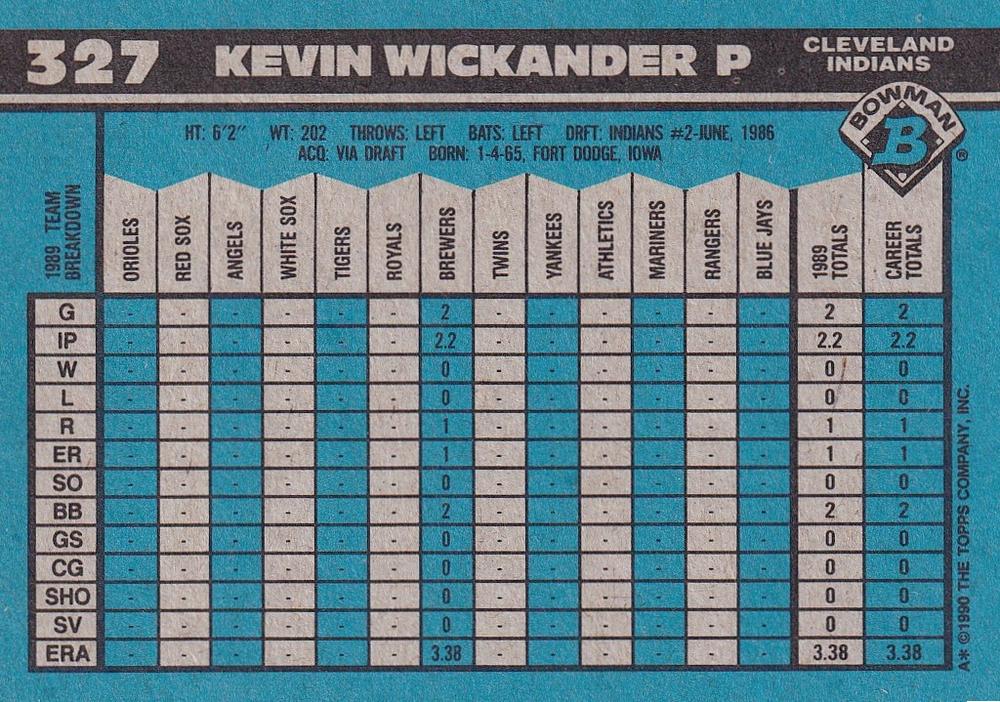 327 KEVIN WICKANDER P CLEVELAND INDIANS
BOWMAN
B
®
HT: 6'2" WT: 202 THROWS: LEFT BATS: LEFT DRFT: INDIANS #2-JUNE, 1986
ACQ: VIA DRAFT BORN: 1-4-65, FORT DODGE, IOWA
1989 TEAM BREAKDOWN ORIOLES RED SOX ANGELS WHITE SOX TIGERS ROYALS BREWERS TWINS YANKEES ATHLETICS MARINERS RANGERS BLUE JAYS 1989 TOTALS CAREER TOTALS
G - - - - - - 2 - - - - - - 2 2
IP - - - - - - 2.2 - - - - - - 2.2 2.2
W - - - - - - 0 - - - - - - 0 0
L - - - - - - 0 - - - - - - 0 0
R - - - - - - 1 - - - - - - 1 1
ER - - - - - - 1 - - - - - - 1 1
SO - - - - - - 0 - - - - - - 0 0
BB - - - - - - 2 - - - - - - 2 2
GS - - - - - - 0 - - - - - - 0 0
CG - - - - - - 0 - - - - - - 0 0
SHO - - - - - - 0 - - - - - - 0 0
SV - - - - - - 0 - - - - - - 0 0
ERA - - - - - - 3.38 - - - - - - 3.38 3.38
A* ©1990 THE TOPPS COMPANY, INC.